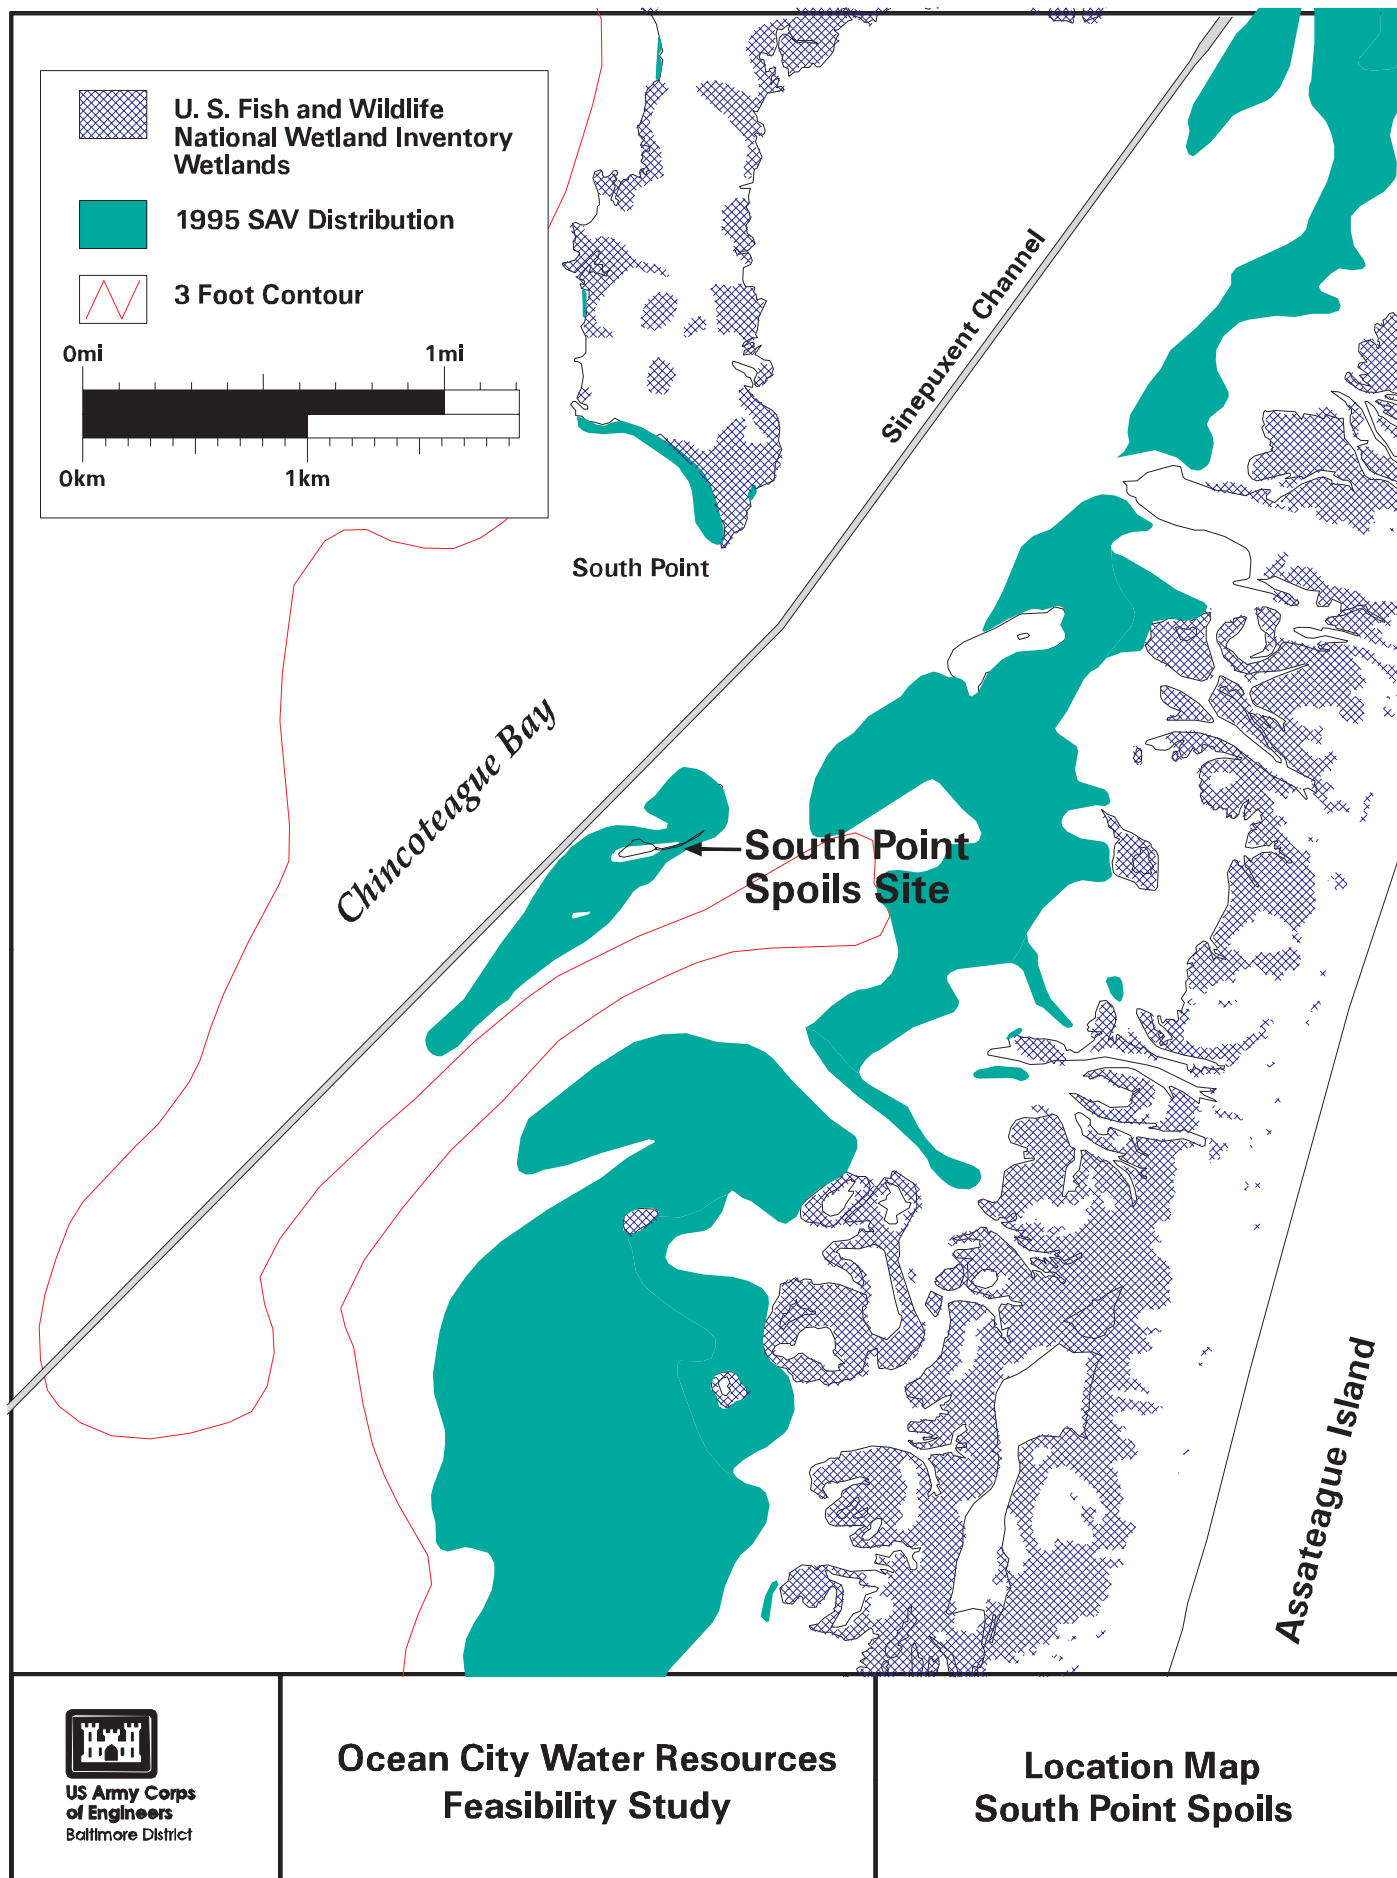 U. S. Fish and Wildlife
National Wetland Inventory
Wetlands
1995 SAV Distribution
3 Foot Contour
0mi 1mi
0km 1km
Sinepuxent Channel
South Point
Chincoteague Bay
South Point
Spoils Site
Assateague Island
US Army Corps
of Engineers
Baltimore District
Ocean City Water Resources
Feasibility Study
Location Map
South Point Spoils